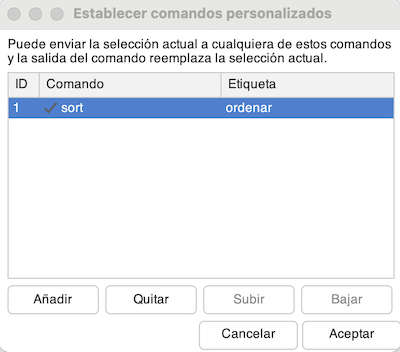 Establecer comandos personalizados
Puede enviar la selección actual a cualquiera de estos comandos
y la salida del comando reemplaza la selección actual.
ID Comando Etiqueta
1 sort ordenar
Añadir Quitar Subir Bajar
Cancelar Aceptar